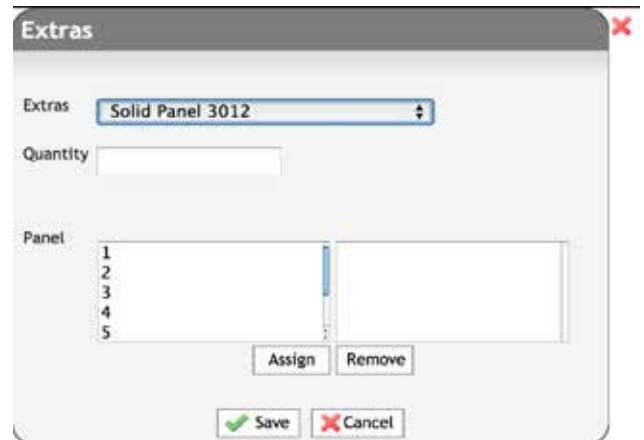 Extras
Extras Solid Panel 3012
Quantity
Panel
1
2
3
4
5
Assign Remove
Save Cancel